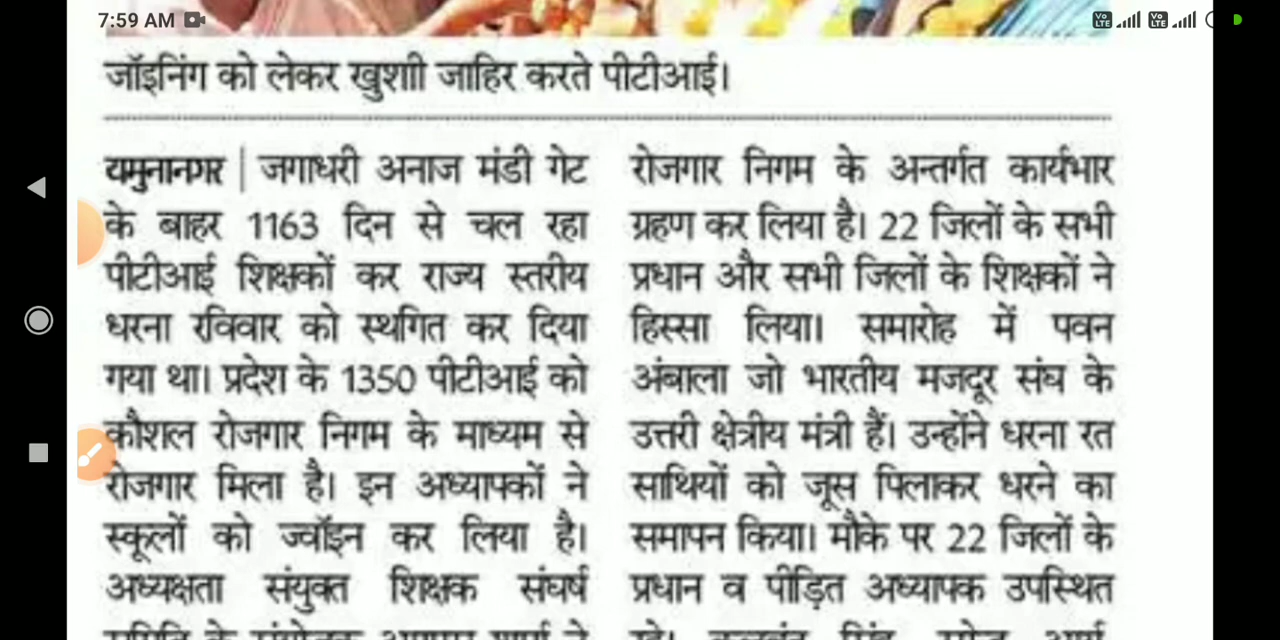 7:59 AM
Vo LTE Vo LTE
जॉइनिंग को लेकर खुशाी जाहिर करते पीटीआई।
यमुनानगर | जगाधरी अनाज मंडी गेट
के बाहर 1163 दिन से चल रहा
पीटीआई शिक्षकों कर राज्य स्तरीय
धरना रविवार को स्थगित कर दिया
गया था। प्रदेश के 1350 पीटीआई को
कौशल रोजगार निगम के माध्यम से
रोजगार मिला है। इन अध्यापकों ने
स्कूलों को ज्वॉइन कर लिया है।
अध्यक्षता संयुक्त शिक्षक संघर्ष
रोजगार निगम के अन्तर्गत कार्यभार
ग्रहण कर लिया है। 22 जिलों के सभी
प्रधान और सभी जिलों के शिक्षकों ने
हिस्सा लिया। समारोह में पवन
अंबाला जो भारतीय मजदूर संघ के
उत्तरी क्षेत्रीय मंत्री हैं। उन्होंने धरना रत
साथियों को जूस पिलाकर धरने का
समापन किया। मौके पर 22 जिलों के
प्रधान व पीड़ित अध्यापक उपस्थित